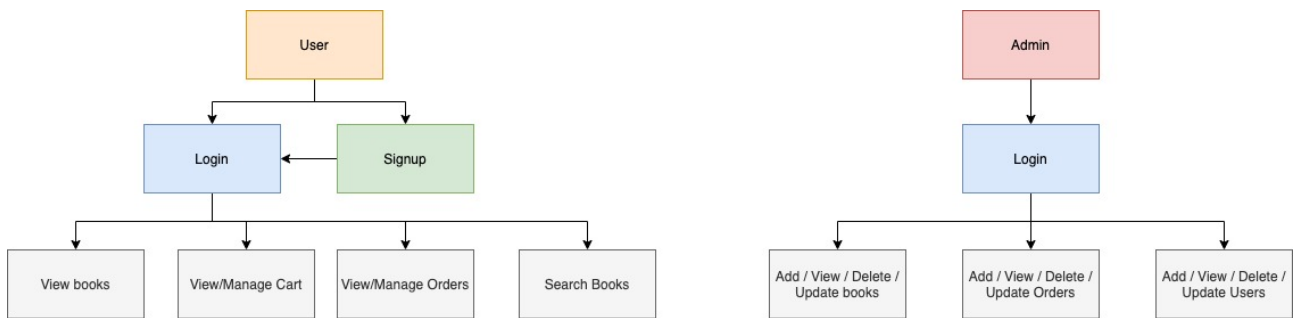 User
Admin
Login
Signup
Login
View books
View/Manage Cart
View/Manage Orders
Search Books
Add / View / Delete /
Update books
Add / View / Delete /
Update Orders
Add / View / Delete /
Update Users